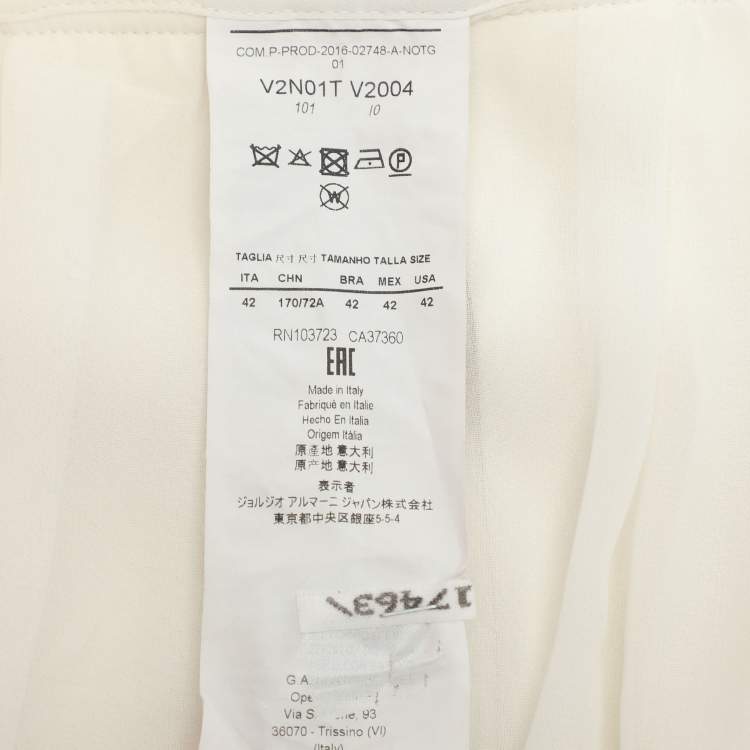 COM.P-PROD-2016-02748-A-NOTG
01
V2N01T V2004
101 /0
P
W
TAGLIA 尺寸 尺寸 TAMANHO TALLA SIZE
ITA CHN BRA MEX USA
42 170/72A 42 42 42
RN103723 CA37360
EAC
Made in Italy
Fabriqué en Italie
Hecho En Italia
Origem Itália
原產地 意大利
原产地 意大利
表示者
ジョルジオ アルマーニ ジャパン株式会社
東京都中央区銀座5-5-4
17463
G.A.
Via 93
36070 - Trissino (VI)
(Italy)